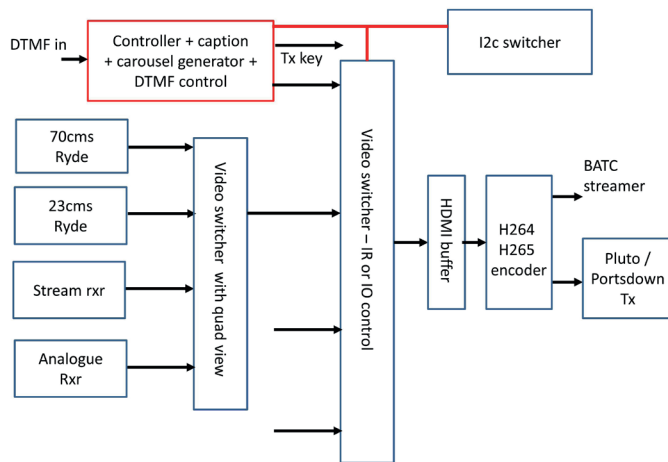 DTMF in
Controller + caption
+ carousel generator +
DTMF control
Tx key
I2c switcher
70cms
Ryde
23cms
Ryde
Stream rxr
Analogue
Rxr
Video switcher with quad view
Video switcher – IR or IO control
HDMI buffer
H264
H265
encoder
BATC
streamer
Pluto /
Portsdown
Tx